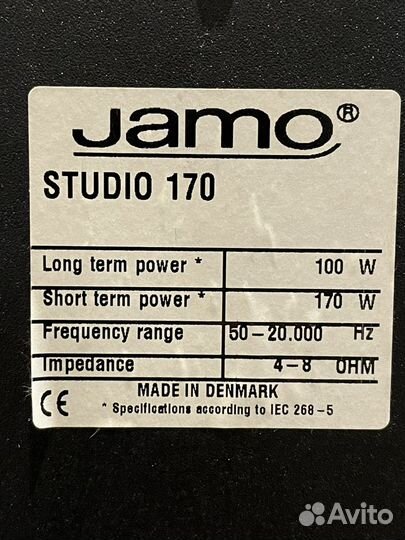 Jamo®
STUDIO 170
Long term power * 100 W
Short term power * 170 W
Frequency range 50-20.000 Hz
Impedance 4-8 OHM
MADE IN DENMARK
CE * Specifications according to IEC 268-5
Avito